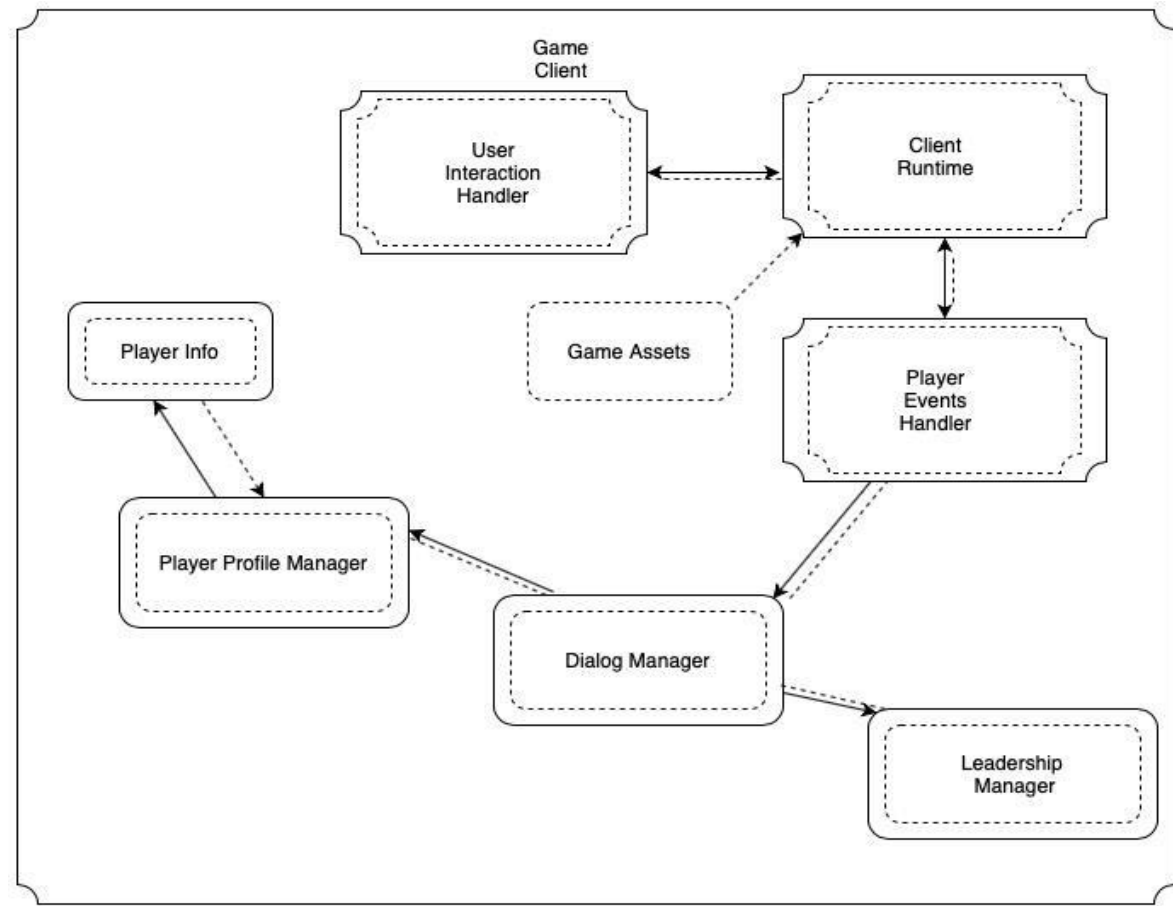 Game
Client
User
Interaction
Handler
Client
Runtime
Player Info
Game Assets
Player
Events
Handler
Player Profile Manager
Dialog Manager
Leadership
Manager